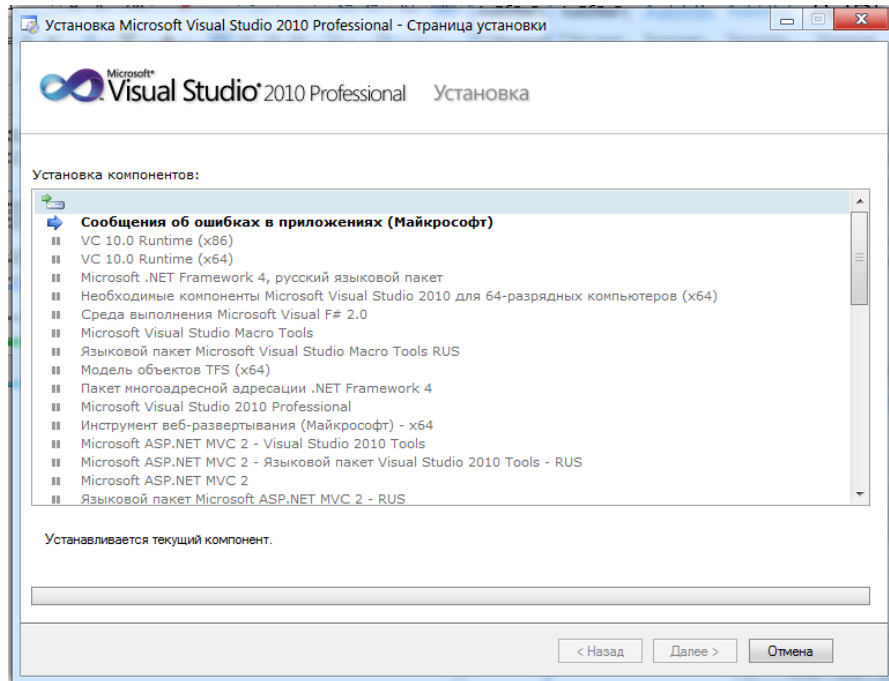 Установка Microsoft Visual Studio 2010 Professional - Страница установки
Microsoft®
Visual Studio® 2010 Professional Установка
Установка компонентов:
Сообщения об ошибках в приложениях (Майкрософт)
VC 10.0 Runtime (x86)
VC 10.0 Runtime (x64)
Microsoft .NET Framework 4, русский языковой пакет
Необходимые компоненты Microsoft Visual Studio 2010 для 64-разрядных компьютеров (x64)
Среда выполнения Microsoft Visual F# 2.0
Microsoft Visual Studio Macro Tools
Языковой пакет Microsoft Visual Studio Macro Tools RUS
Модель объектов TFS (x64)
Пакет многоадресной адресации .NET Framework 4
Microsoft Visual Studio 2010 Professional
Инструмент веб-развертывания (Майкрософт) - x64
Microsoft ASP.NET MVC 2 - Visual Studio 2010 Tools
Microsoft ASP.NET MVC 2 - Языковой пакет Visual Studio 2010 Tools - RUS
Microsoft ASP.NET MVC 2
Языковой пакет Microsoft ASP.NET MVC 2 - RUS
Устанавливается текущий компонент.
< Назад Далее > Отмена